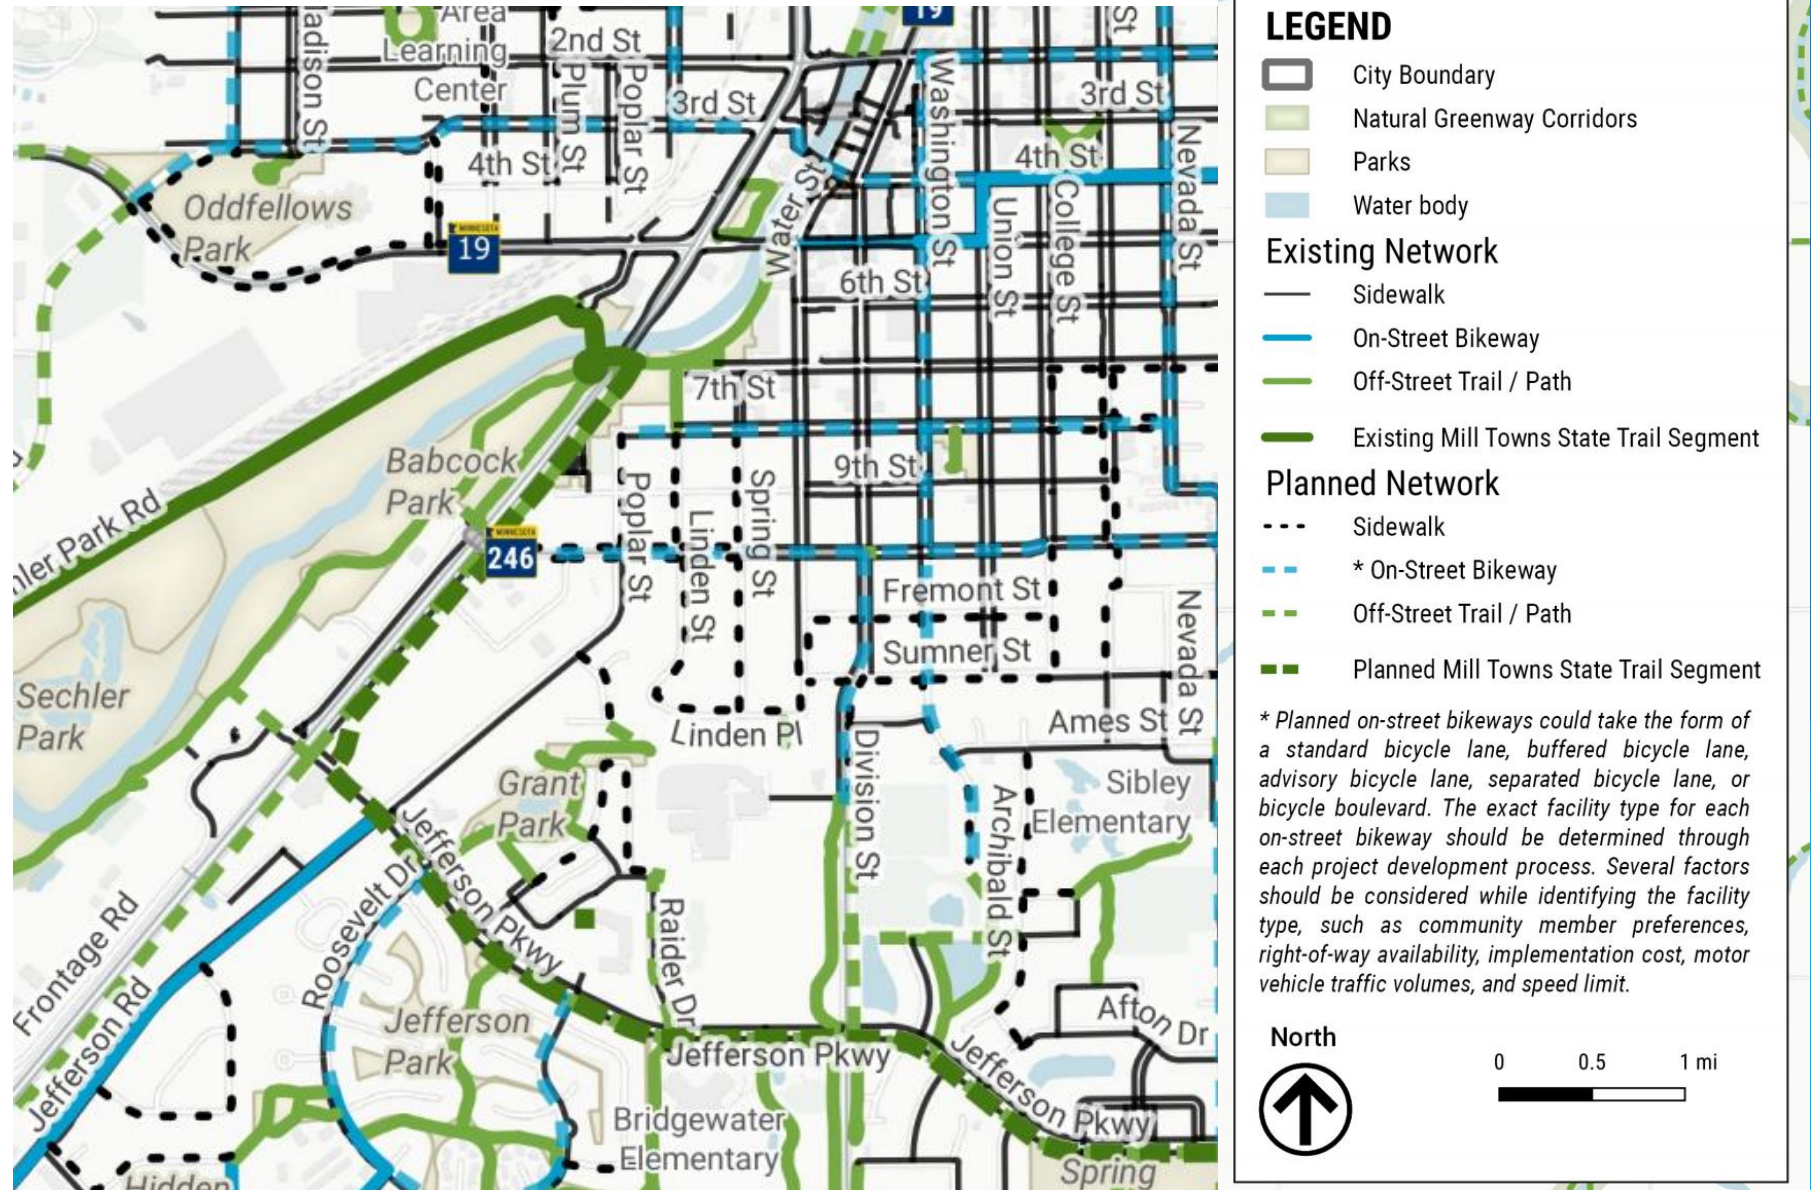 Area
Learning
Center
adison St
2nd St
19
St
Plum St
Poplar St
3rd St
3rd St
Washington St
4th St
4th St
Nevada St
Oddfellows
Park
Water St
College St
Union St
MINNESOTA
19
6th St
7th St
Babcock
Park
9th St
Poplar St
Linden St
Spring St
MINNESOTA
246
hler Park Rd
Fremont St
Sumner St
Nevada St
Sechler
Park
Linden Pl
Ames St
Division St
Grant
Park
Sibley
Elementary
Archibald St
Jefferson Pkwy
Roosevelt Dr
Raider Dr
Frontage Rd
Jefferson Rd
Jefferson
Park
Afton Dr
Jefferson Pkwy
Jefferson Pkwy
Bridgewater
Elementary
Spring
Hidden
LEGEND
City Boundary
Natural Greenway Corridors
Parks
Water body
Existing Network
Sidewalk
On-Street Bikeway
Off-Street Trail / Path
Existing Mill Towns State Trail Segment
Planned Network
Sidewalk
* On-Street Bikeway
Off-Street Trail / Path
Planned Mill Towns State Trail Segment
* Planned on-street bikeways could take the form of
a standard bicycle lane, buffered bicycle lane,
advisory bicycle lane, separated bicycle lane, or
bicycle boulevard. The exact facility type for each
on-street bikeway should be determined through
each project development process. Several factors
should be considered while identifying the facility
type, such as community member preferences,
right-of-way availability, implementation cost, motor
vehicle traffic volumes, and speed limit.
North
0 0.5 1 mi